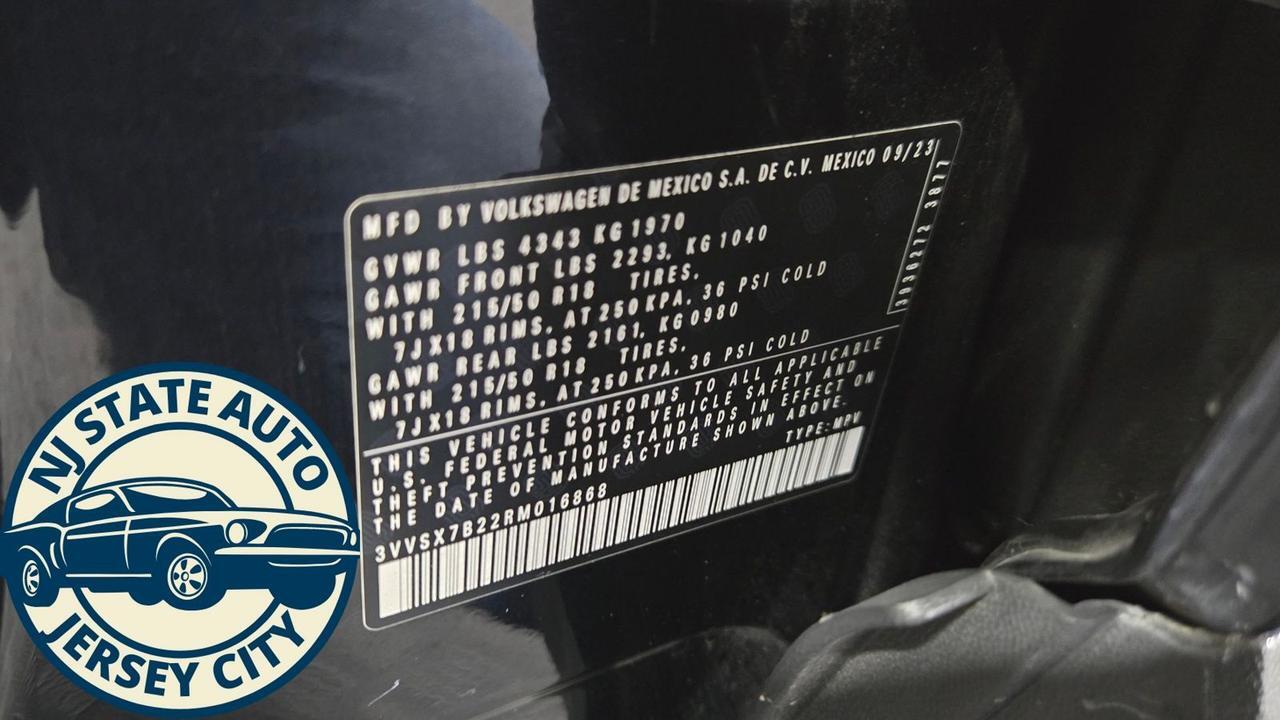 MFD BY VOLKSWAGEN DE MEXICO S.A. DE C.V. MEXICO 09/23
GVWR LBS 4343 KG 1970
GAWR FRONT LBS 2293, KG 1040
WITH 215/50 R18 TIRES.
7JX18 RIMS, AT 250 KPA, 36 PSI COLD
GAWR REAR LBS 2161, KG 0980
WITH 215/50 R18 TIRES.
7JX18 RIMS, AT 250 KPA, 36 PSI COLD
THIS VEHICLE CONFORMS TO ALL APPLICABLE
U.S. FEDERAL MOTOR VEHICLE SAFETY AND
THEFT PREVENTION STANDARDS IN EFFECT ON
THE DATE OF MANUFACTURE SHOWN ABOVE.
3VVSX7B22RM016868 TYPE:MPV
3877
NJ STATE AUTO
JERSEY CITY